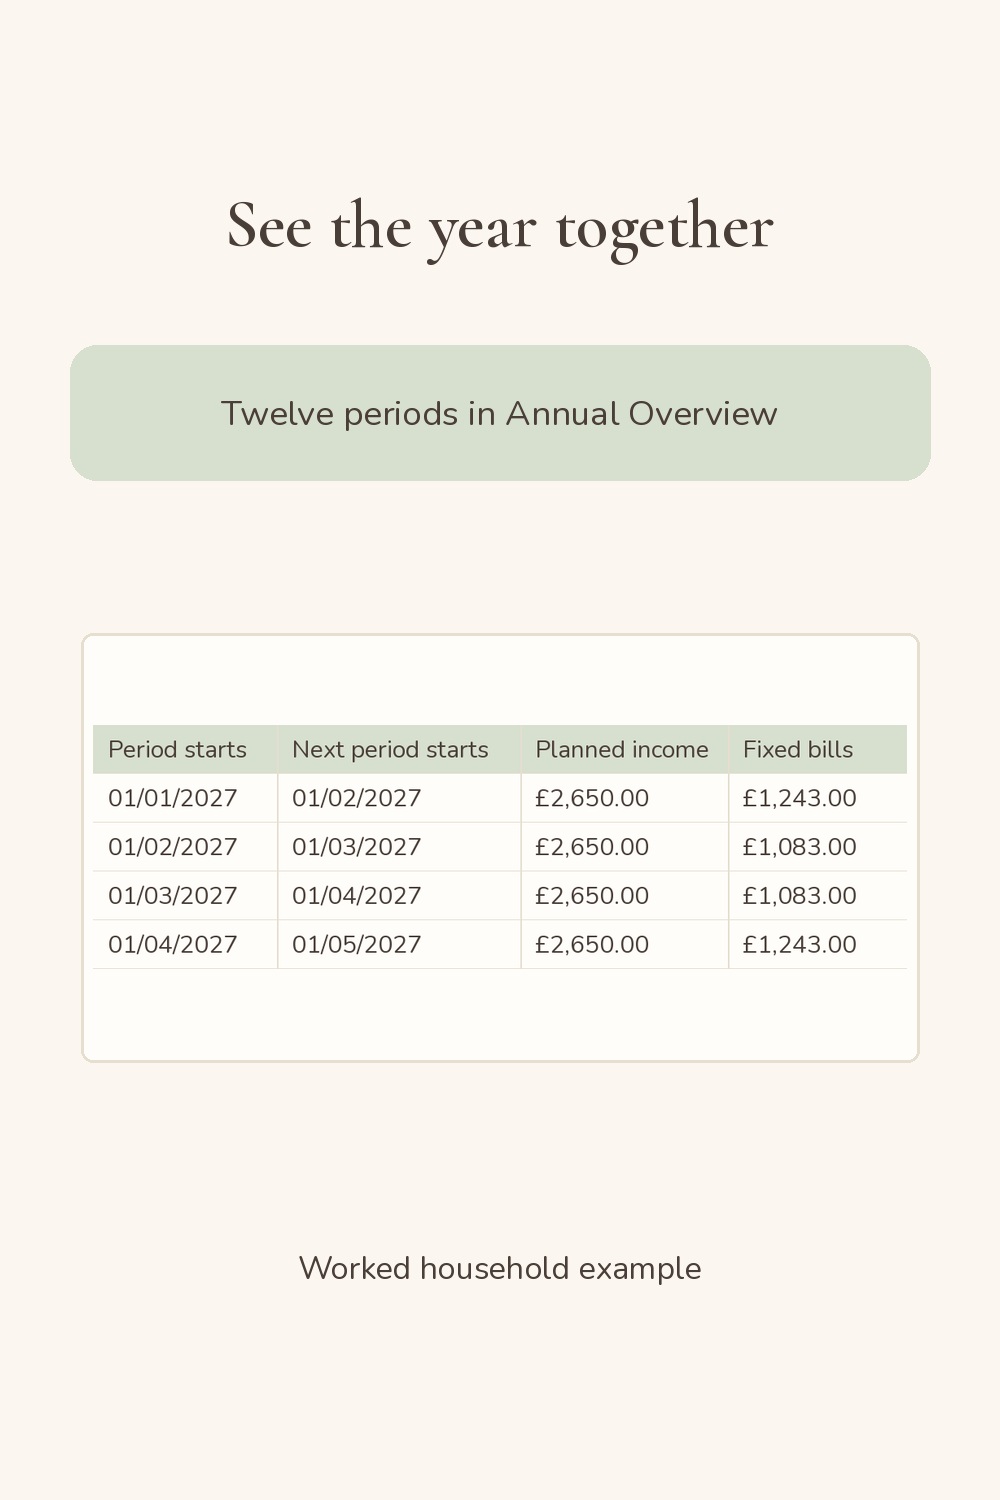 See the year together
Twelve periods in Annual Overview
Period starts Next period starts Planned income Fixed bills
01/01/2027 01/02/2027 £2,650.00 £1,243.00
01/02/2027 01/03/2027 £2,650.00 £1,083.00
01/03/2027 01/04/2027 £2,650.00 £1,083.00
01/04/2027 01/05/2027 £2,650.00 £1,243.00
Worked household example